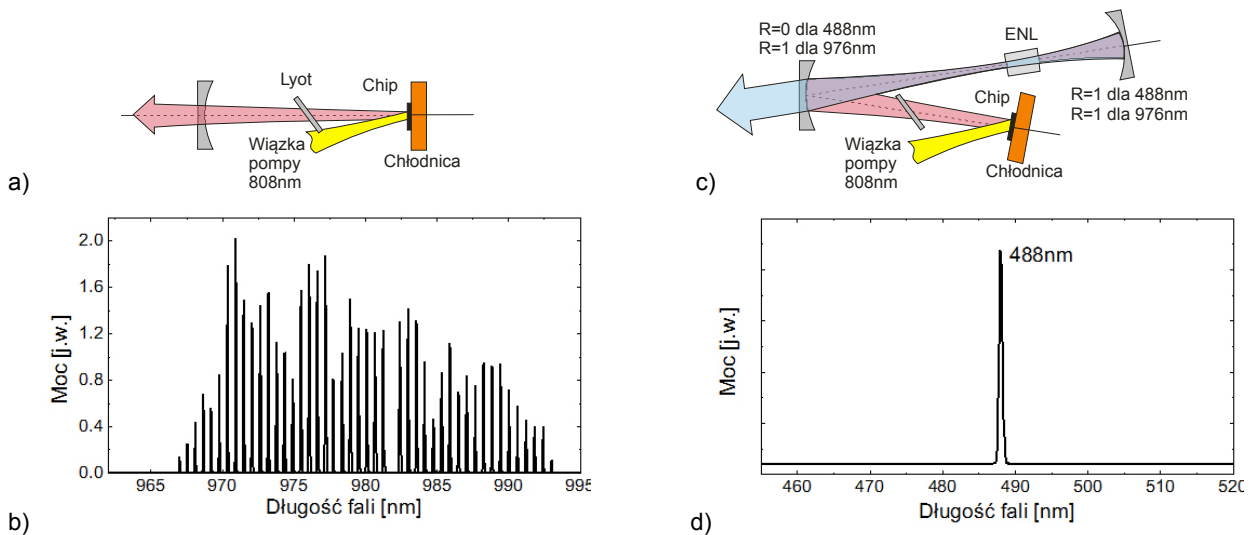 Lyot
Chip
Wiązka
pompy
808nm
Chłodnica
a)
R=0 dla 488nm
R=1 dla 976nm
ENL
R=1 dla 488nm
R=1 dla 976nm
Chip
Wiązka
pompy
808nm
Chłodnica
c)
2.0
1.6
1.2
0.8
0.4
0.0
Moc [j.w.]
965 970 975 980 985 990 995
Długość fali [nm]
b)
488nm
Moc [j.w.]
460 470 480 490 500 510 520
Długość fali [nm]
d)